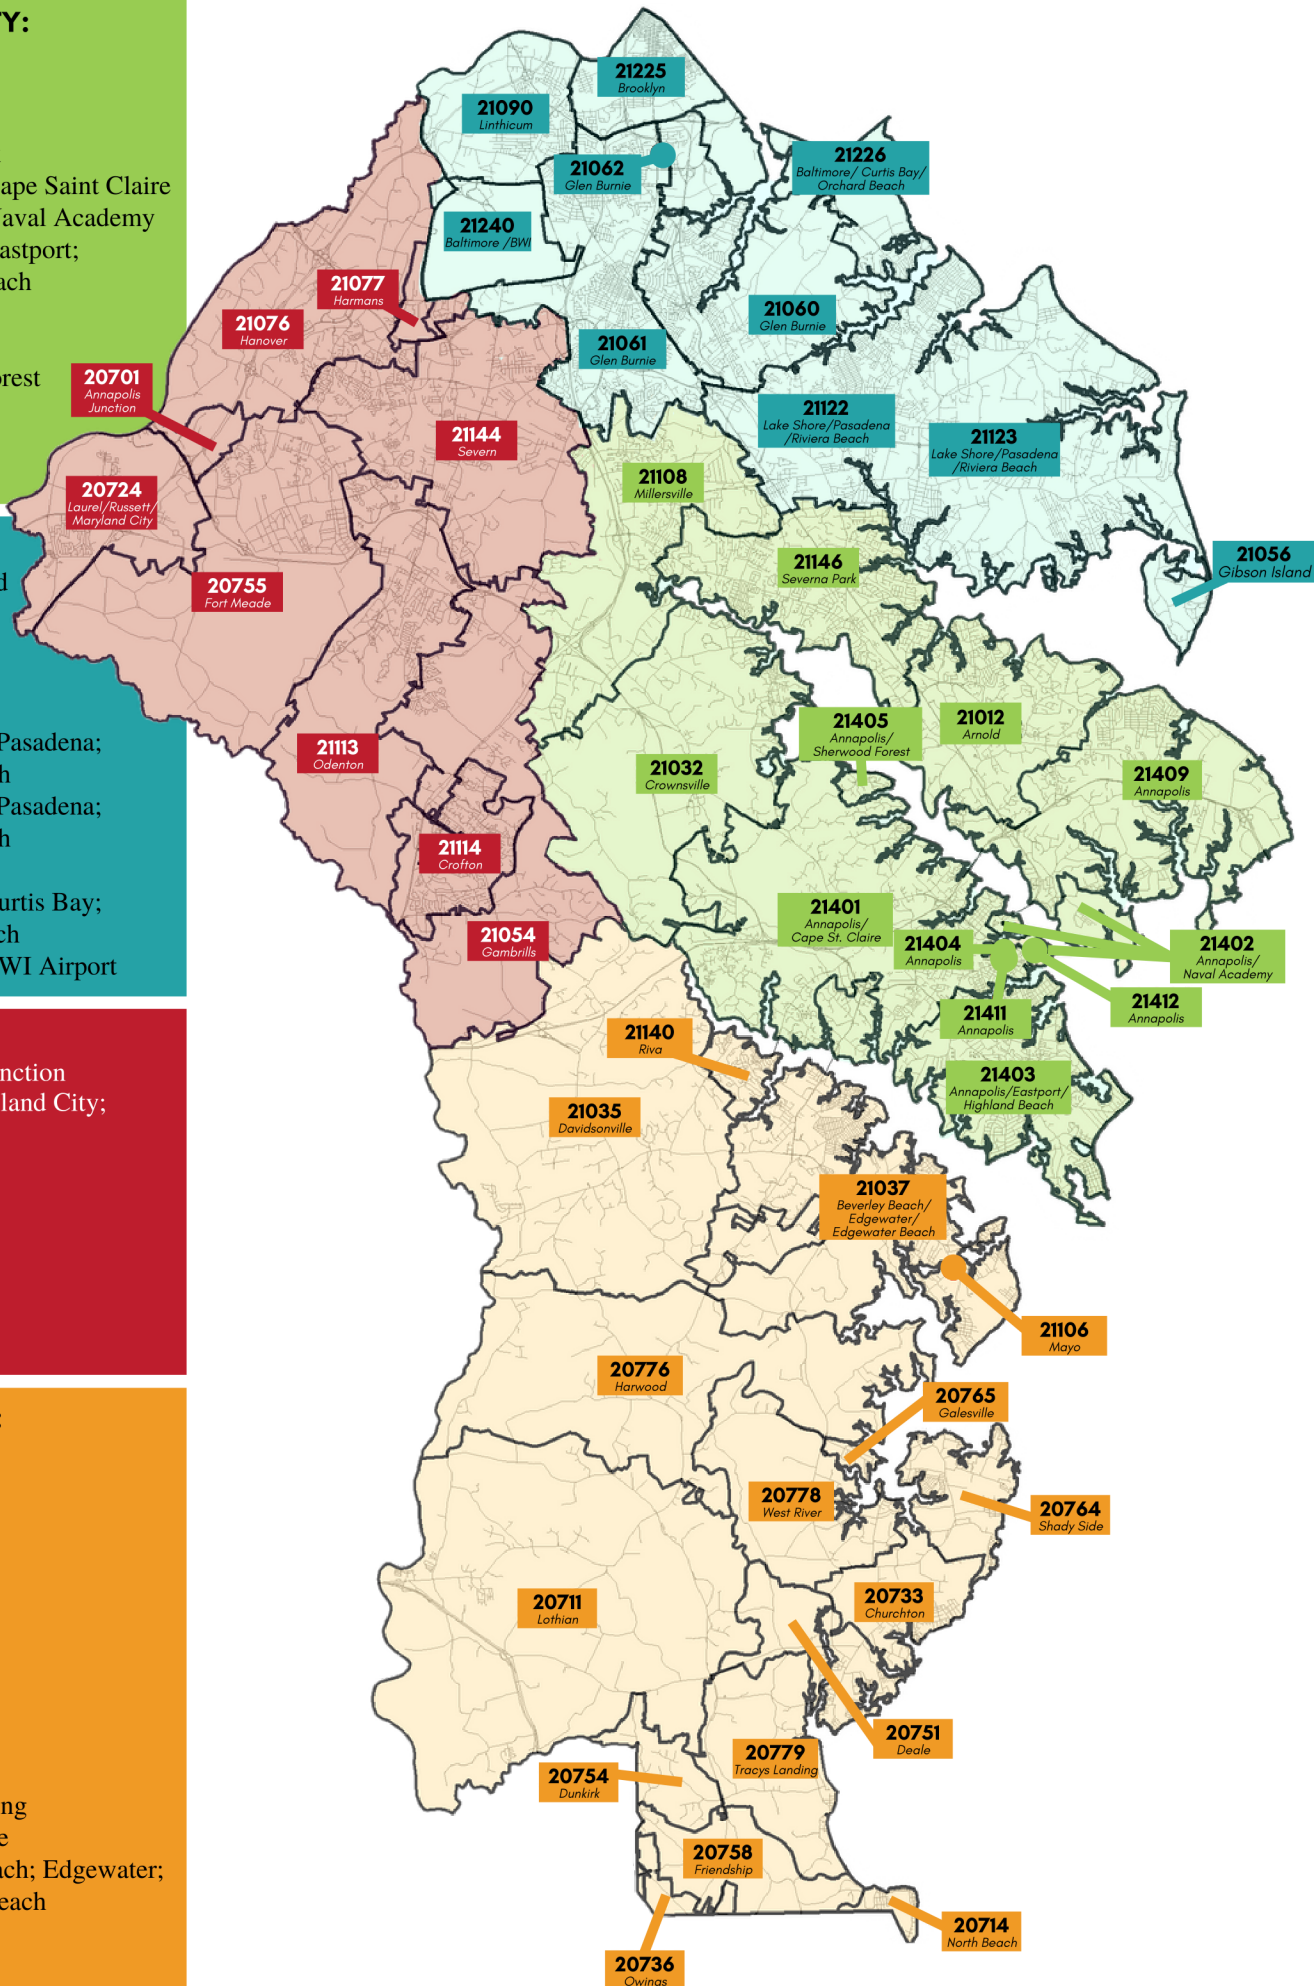 TY:
ape Saint Claire
Naval Academy
astport;
ach
orest
d
Pasadena;
h
Pasadena;
h
urtis Bay;
ch
WI Airport
nction
land City;
:
ng
e
ach; Edgewater;
each
21225
Brooklyn
21090
Linthicum
21062
Glen Burnie
21226
Baltimore/ Curtis Bay/
Orchard Beach
21240
Baltimore /BWI
21077
Harmans
21076
Hanover
21060
Glen Burnie
21061
Glen Burnie
20701
Annapolis
Junction
21144
Severn
21122
Lake Shore/Pasadena
/Riviera Beach
21123
Lake Shore/Pasadena
/Riviera Beach
20724
Laurel/Russett/
Maryland City
21108
Millersville
21146
Severna Park
21056
Gibson Island
20755
Fort Meade
21405
Annapolis/
Sherwood Forest
21012
Arnold
21113
Odenton
21032
Crownsville
21409
Annapolis
21114
Crofton
21401
Annapolis/
Cape St. Claire
21054
Gambrills
21404
Annapolis
21402
Annapolis/
Naval Academy
21411
Annapolis
21412
Annapolis
21140
Riva
21403
Annapolis/Eastport/
Highland Beach
21035
Davidsonville
21037
Beverley Beach/
Edgewater/
Edgewater Beach
21106
Mayo
20776
Harwood
20765
Galesville
20778
West River
20764
Shady Side
20711
Lothian
20733
Churchton
20751
Deale
20779
Tracys Landing
20754
Dunkirk
20758
Friendship
20714
North Beach
20736
Owings